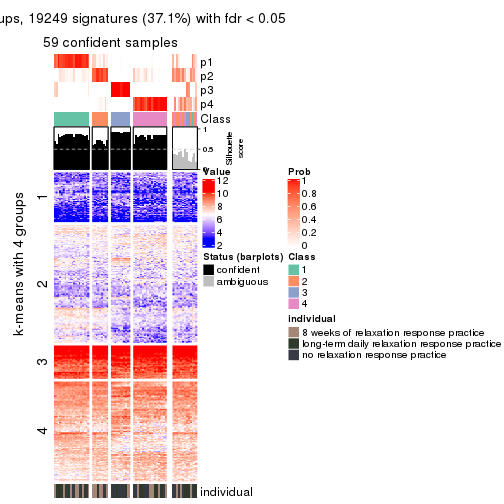 ups, 19249 signatures (37.1%) with fdr < 0.05
59 confident samples
p1
p2
p3
p4
Class
1
0.5
0
Silhouette
score
k-means with 4 groups
1
2
3
4
individual
Value
12
10
8
6
4
2
Prob
1
0.8
0.6
0.4
0.2
0
Status (barplots)
confident
ambiguous
Class
1
2
3
4
individual
8 weeks of relaxation response practice
long-term daily relaxation response practice
no relaxation response practice